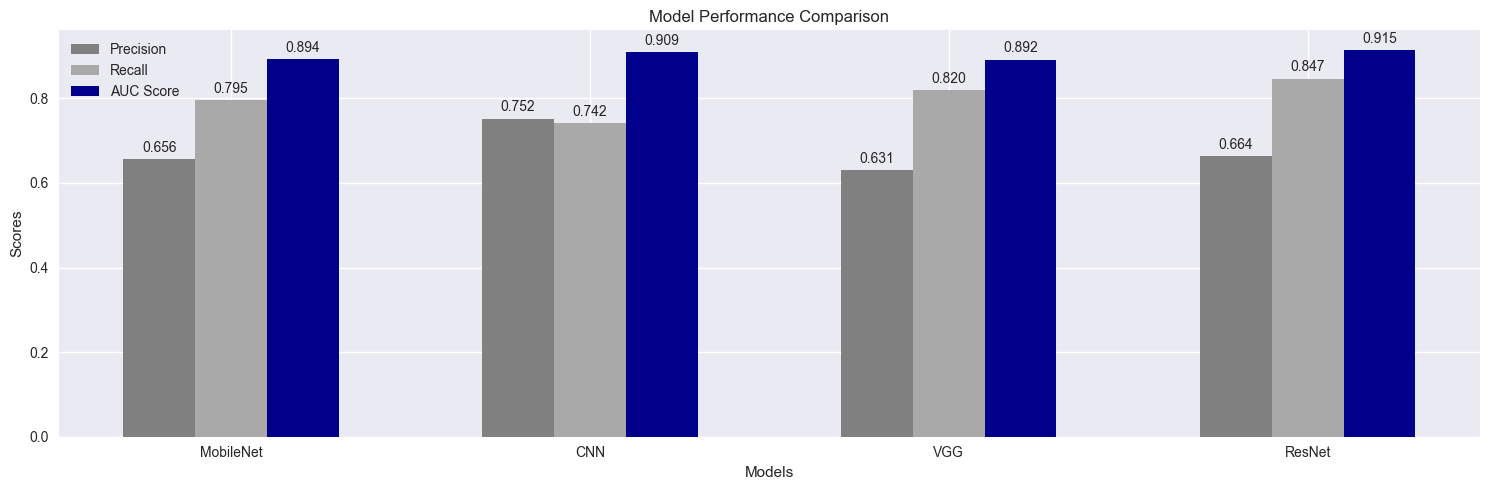 Model Performance Comparison
Precision
Recall
AUC Score
0.656
0.795
0.894
0.752
0.742
0.909
0.631
0.820
0.892
0.664
0.847
0.915
Scores
0.8
0.6
0.4
0.2
0.0
MobileNet
CNN
VGG
ResNet
Models